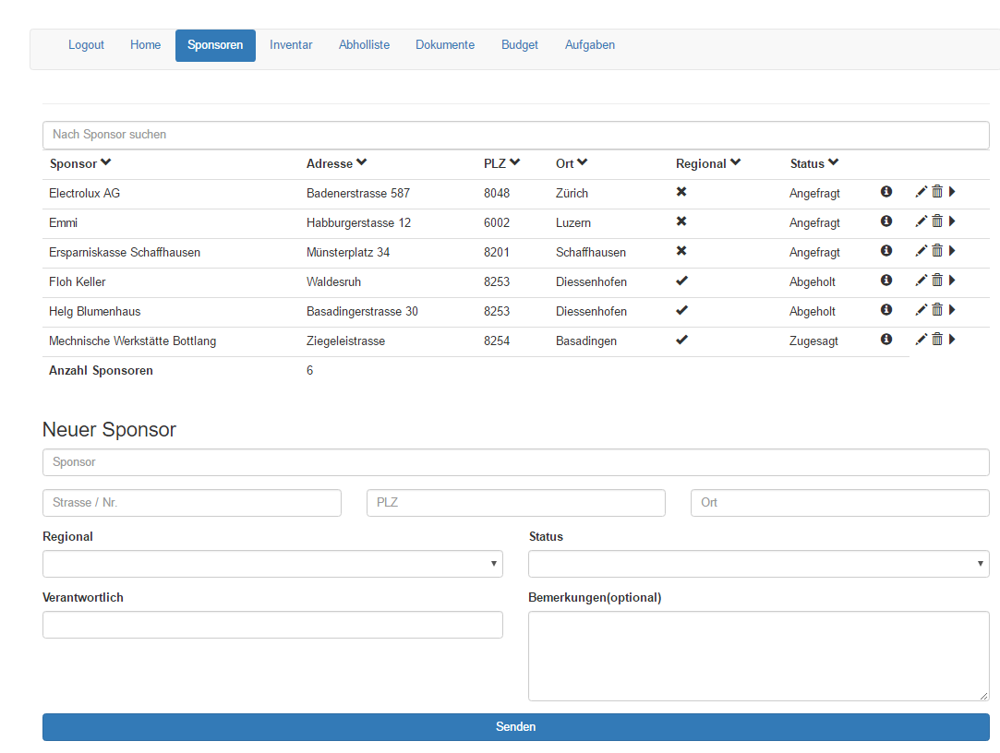 Logout Home Sponsoren Inventar Abholliste Dokumente Budget Aufgaben
Nach Sponsor suchen
Sponsor Adresse PLZ Ort Regional Status
Electrolux AG Badenerstrasse 587 8048 Zürich Angefragt
Emmi Habburgerstasse 12 6002 Luzern Angefragt
Ersparniskasse Schaffhausen Münsterplatz 34 8201 Schaffhausen Angefragt
Floh Keller Waldesruh 8253 Diessenhofen Abgeholt
Helg Blumenhaus Basadingerstrasse 30 8253 Diessenhofen Abgeholt
Mechnische Werkstätte Bottlang Ziegeleistrasse 8254 Basadingen Zugesagt
Anzahl Sponsoren 6
Neuer Sponsor
Sponsor
Strasse / Nr. PLZ Ort
Regional Status
Verantwortlich Bemerkungen(optional)
Senden